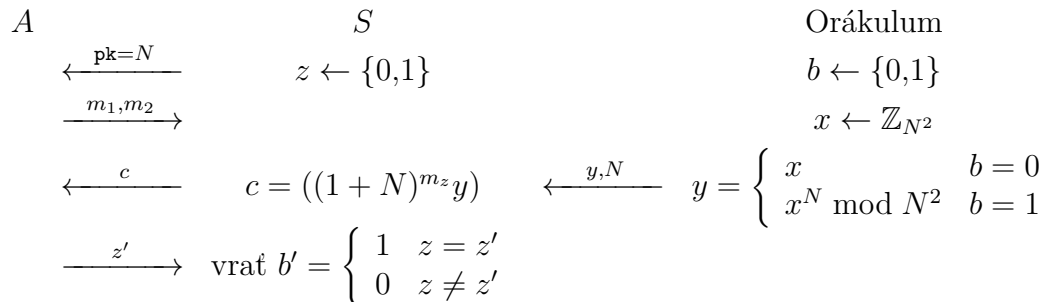 A S Orákulum
pk=N z ← {0,1} b ← {0,1}
m₁,m₂ x ← ℤ_{N²}
c c = ((1 + N)^{m_z} y) y,N y = { x b = 0
x^N mod N² b = 1
z′ vrať b′ = { 1 z = z′
0 z ≠ z′